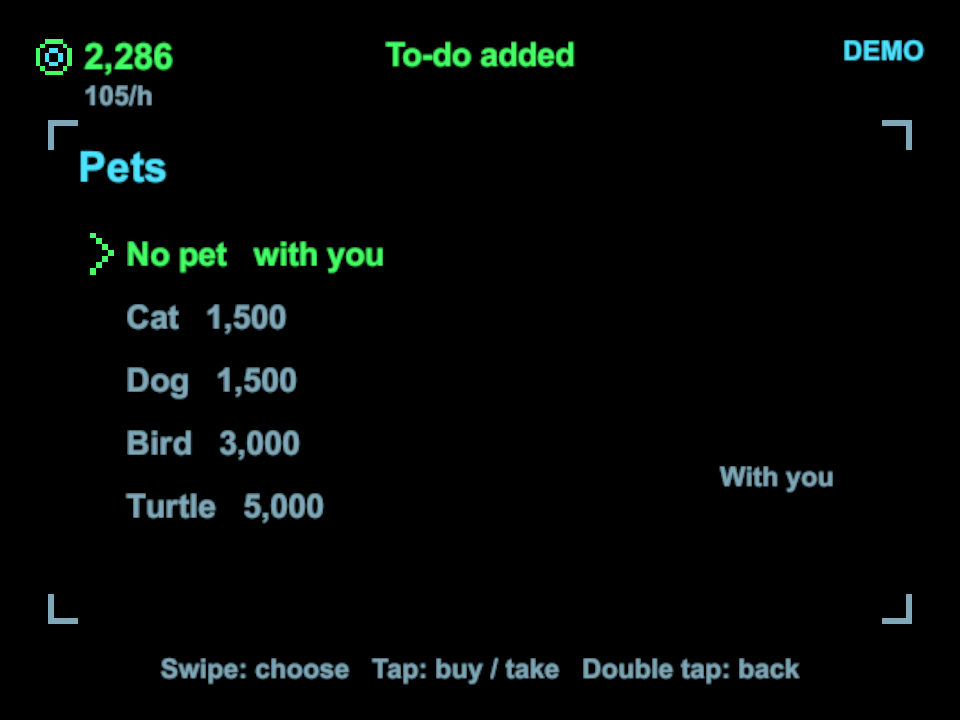 2,286
To-do added
DEMO
105/h
Pets
No pet with you
Cat 1,500
Dog 1,500
Bird 3,000
With you
Turtle 5,000
Swipe: choose Tap: buy / take Double tap: back